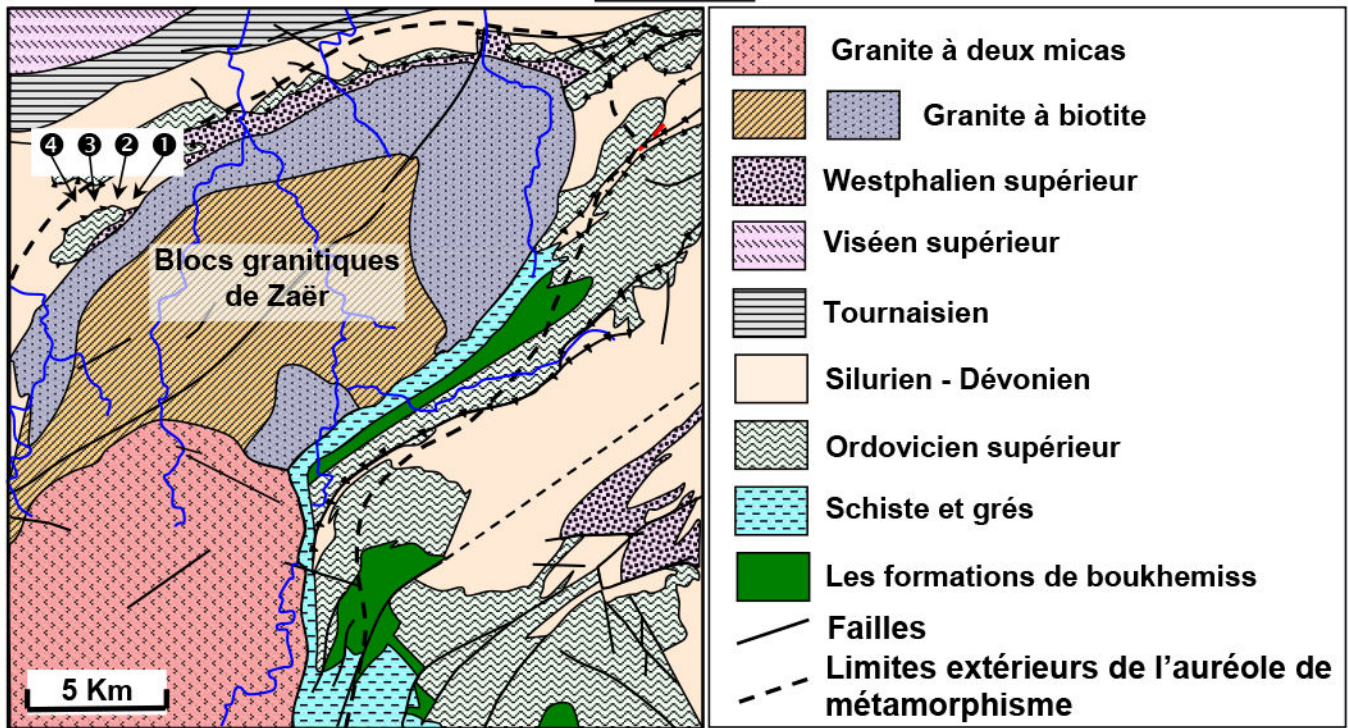 ❹ ❸ ❷ ❶
Blocs granitiques
de Zaër
5 Km
Granite à deux micas
Granite à biotite
Westphalien supérieur
Viséen supérieur
Tournaisien
Silurien - Dévonien
Ordovicien supérieur
Schiste et grés
Les formations de boukhemiss
Failles
Limites extérieurs de l'auréole de
métamorphisme